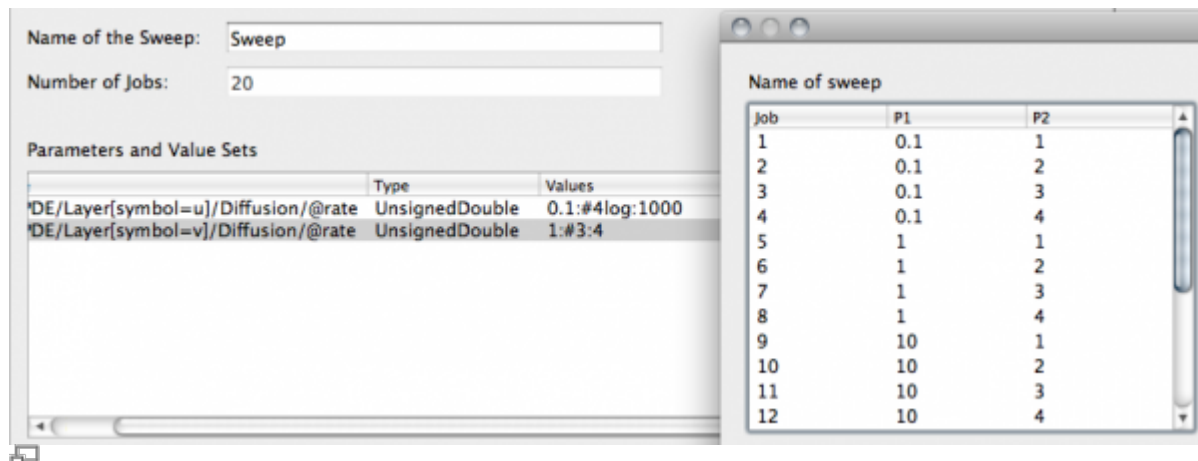 Name of the Sweep: Sweep
Number of Jobs: 20
Parameters and Value Sets
Type Values
DE/Layer[symbol=u]/Diffusion/@rate UnsignedDouble 0.1:#4log:1000
DE/Layer[symbol=v]/Diffusion/@rate UnsignedDouble 1:#3:4
Name of sweep
Job P1 P2
1 0.1 1
2 0.1 2
3 0.1 3
4 0.1 4
5 1 1
6 1 2
7 1 3
8 1 4
9 10 1
10 10 2
11 10 3
12 10 4